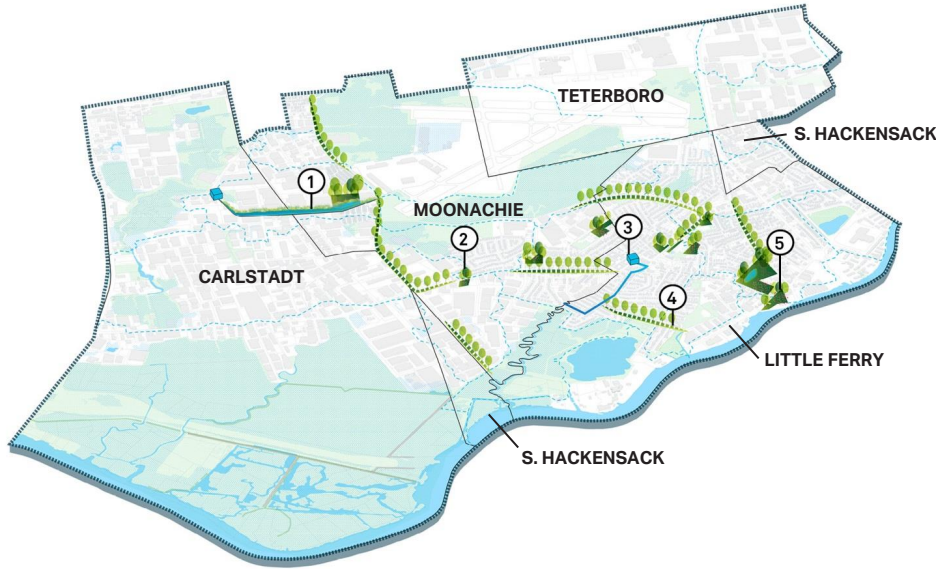 TETERBORO
S. HACKENSACK
1
MOONACHIE
2
3
5
CARLSTADT
4
LITTLE FERRY
S. HACKENSACK